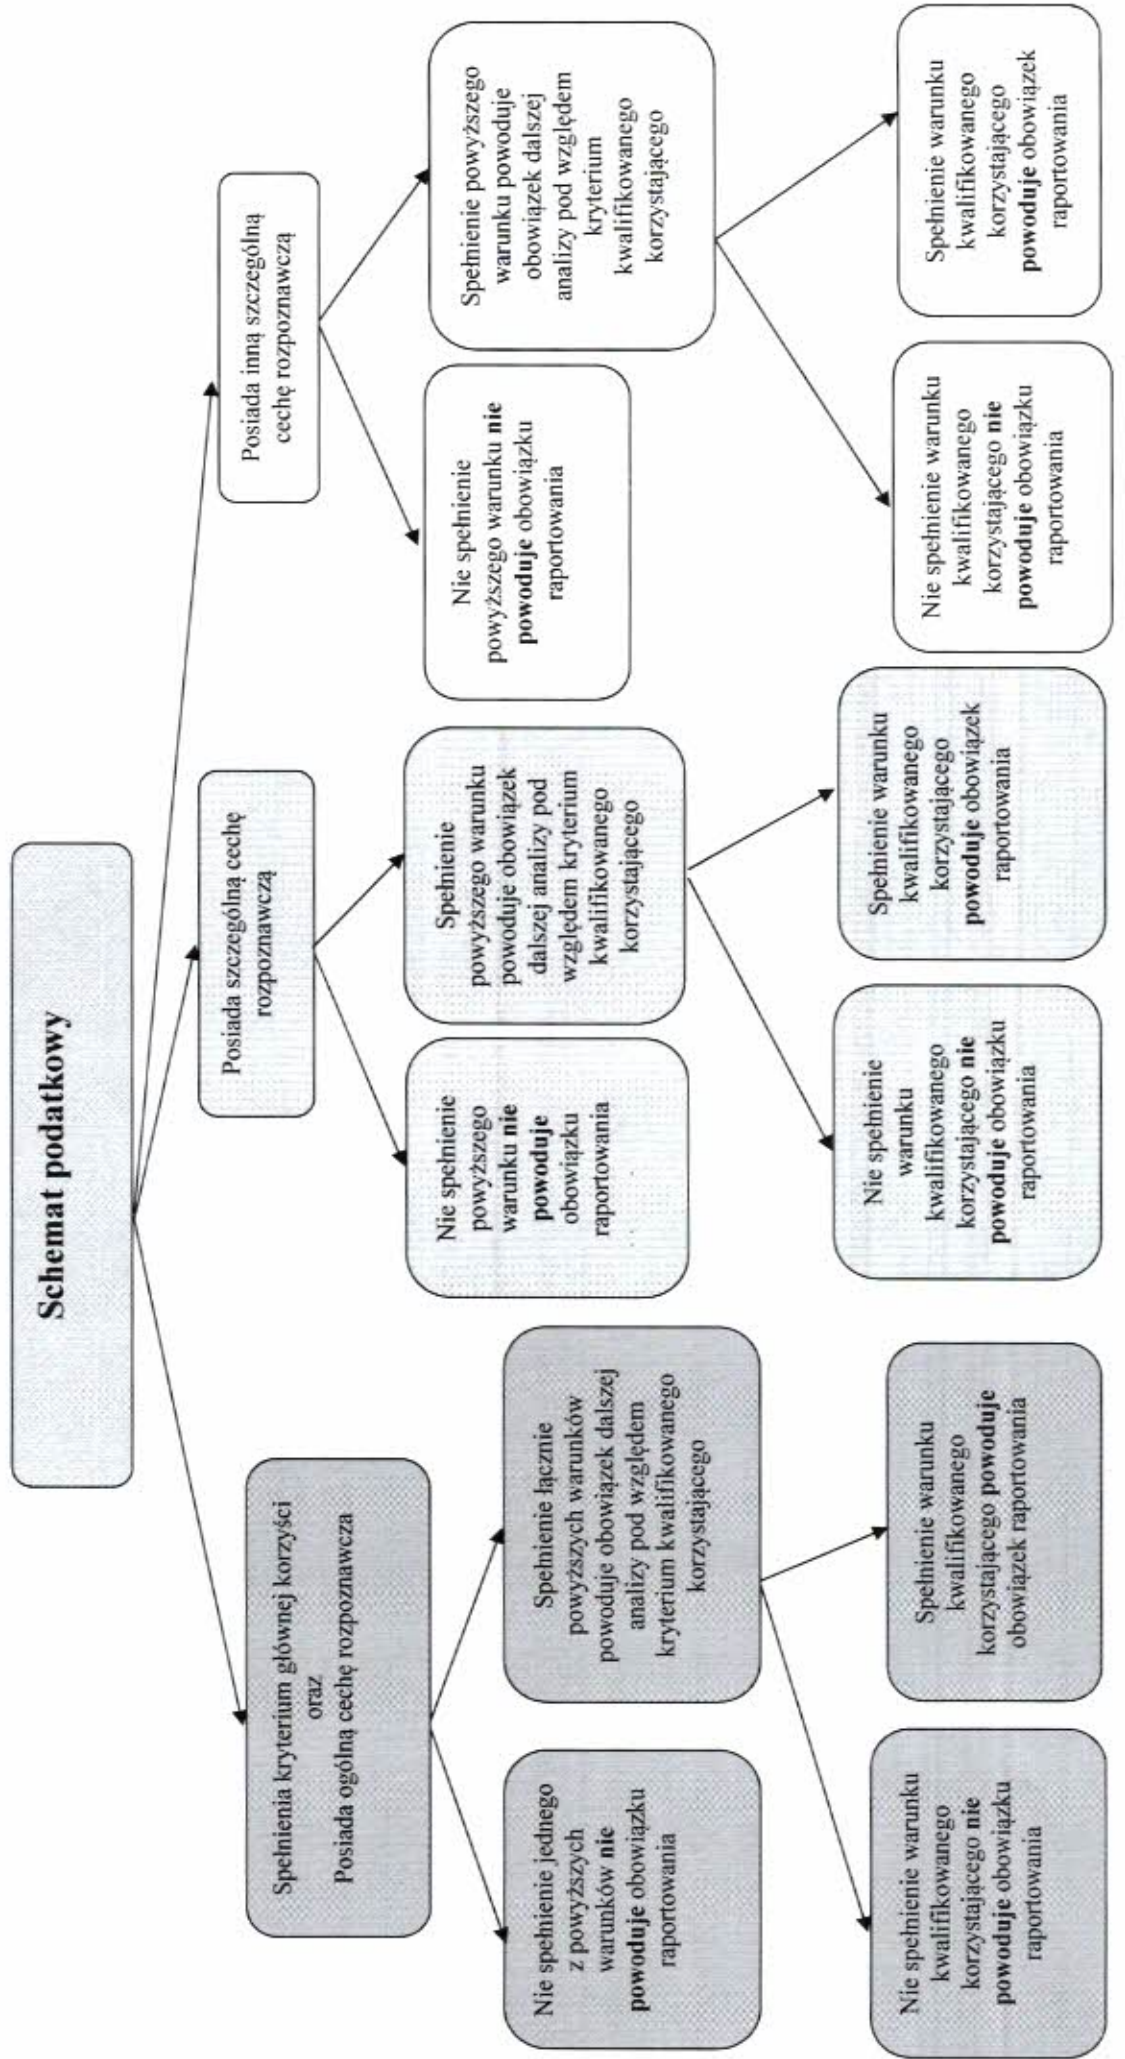 Schemat podatkowy
Spełnienia kryterium głównej korzyści
oraz
Posiada ogólną cechę rozpoznawcza
Posiada szczególną cechę
rozpoznawczą
Posiada inną szczególną
cechę rozpoznawczą
Nie spełnienie jednego
z powyższych
warunków nie
powoduje obowiązku
raportowania
Spełnienie łącznie
powyższych warunków
powoduje obowiązek dalszej
analizy pod względem
kryterium kwalifikowanego
korzystającego
Nie spełnienie
powyższego
warunku nie
powoduje
obowiązku
raportowania
Spełnienie
powyższego warunku
powoduje obowiązek
dalszej analizy pod
względem kryterium
kwalifikowanego
korzystającego
Nie spełnienie
powyższego warunku nie
powoduje obowiązku
raportowania
Spełnienie powyższego
warunku powoduje
obowiązek dalszej
analizy pod względem
kryterium
kwalifikowanego
korzystającego
Nie spełnienie warunku
kwalifikowanego
korzystającego nie
powoduje obowiązku
raportowania
Spełnienie warunku
kwalifikowanego
korzystającego powoduje
obowiązek raportowania
Nie spełnienie
warunku
kwalifikowanego
korzystającego nie
powoduje obowiązku
raportowania
Spełnienie warunku
kwalifikowanego
korzystającego
powoduje obowiązek
raportowania
Nie spełnienie warunku
kwalifikowanego
korzystającego nie
powoduje obowiązku
raportowania
Spełnienie warunku
kwalifikowanego
korzystającego
powoduje obowiązek
raportowania